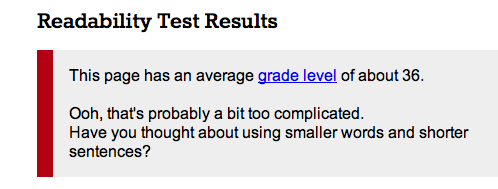 Readability Test Results
This page has an average grade level of about 36.
Ooh, that's probably a bit too complicated.
Have you thought about using smaller words and shorter
sentences?